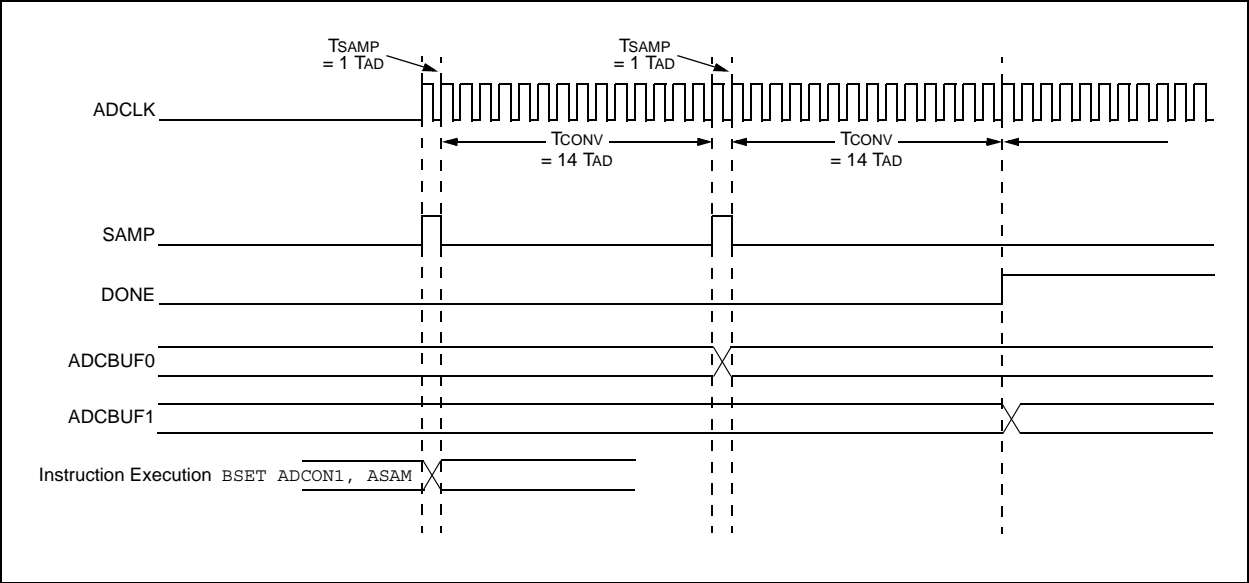 TSAMP
= 1 TAD
TSAMP
= 1 TAD
ADCLK
TCONV
= 14 TAD
TCONV
= 14 TAD
SAMP
DONE
ADCBUF0
ADCBUF1
Instruction Execution BSET ADCON1, ASAM